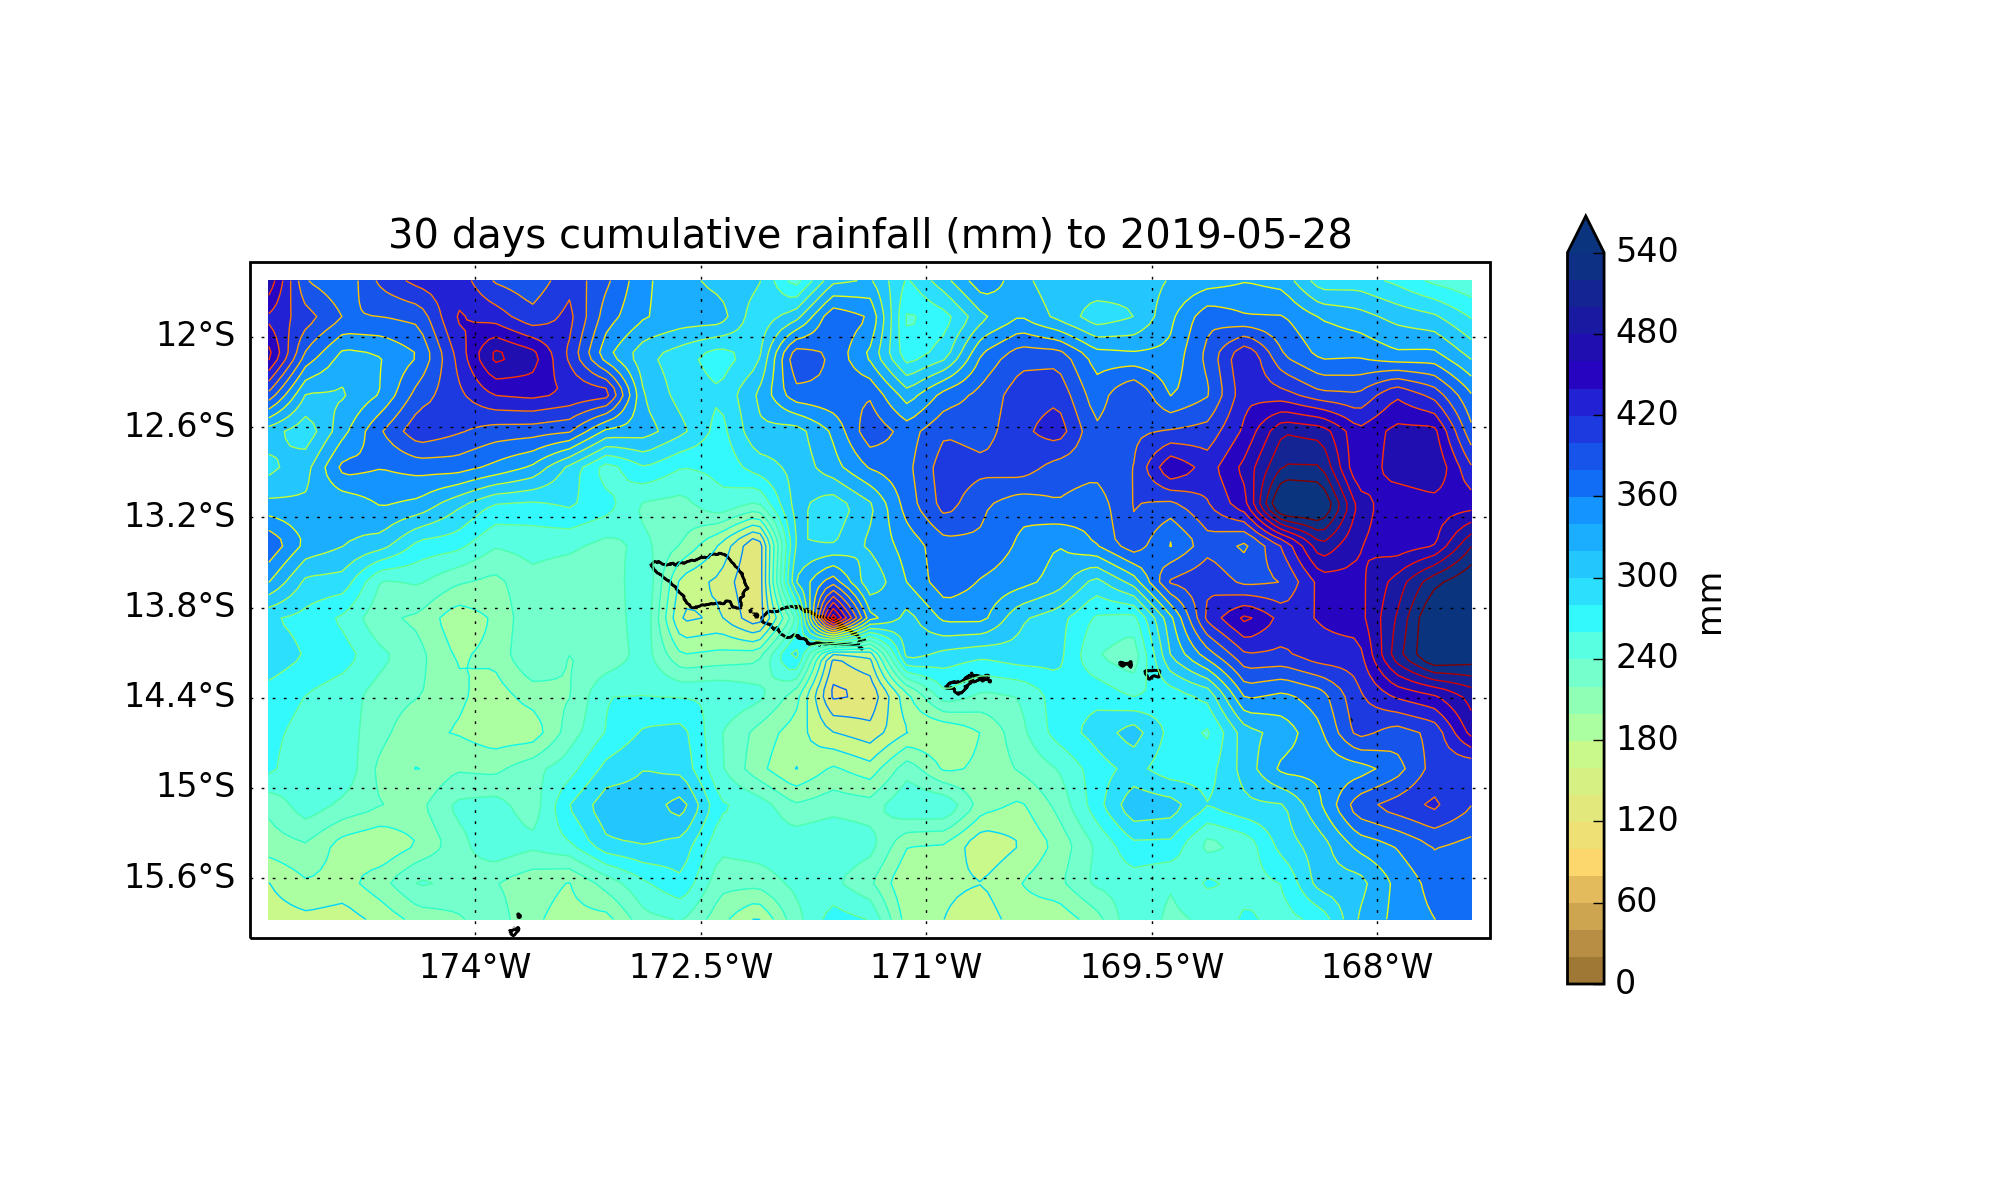 30 days cumulative rainfall (mm) to 2019-05-28
12°S
12.6°S
13.2°S
13.8°S
14.4°S
15°S
15.6°S
174°W
172.5°W
171°W
169.5°W
168°W
540
480
420
360
300
240
180
120
60
0
mm